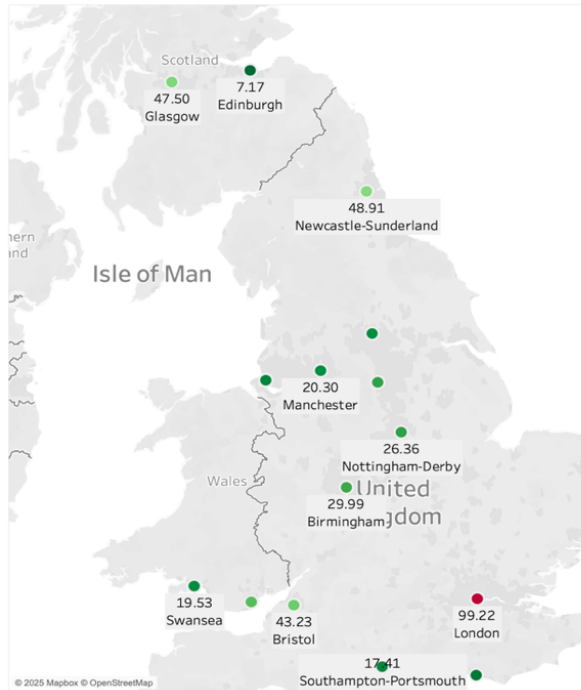 Scotland
47.50
Glasgow
7.17
Edinburgh
48.91
Newcastle-Sunderland
hern
and
Isle of Man
20.30
Manchester
26.36
Nottingham-Derby
Wales
United
gdom
29.99
Birmingham
19.53
Swansea
43.23
Bristol
99.22
London
17.41
Southampton-Portsmouth
© 2025 Mapbox © OpenStreetMap